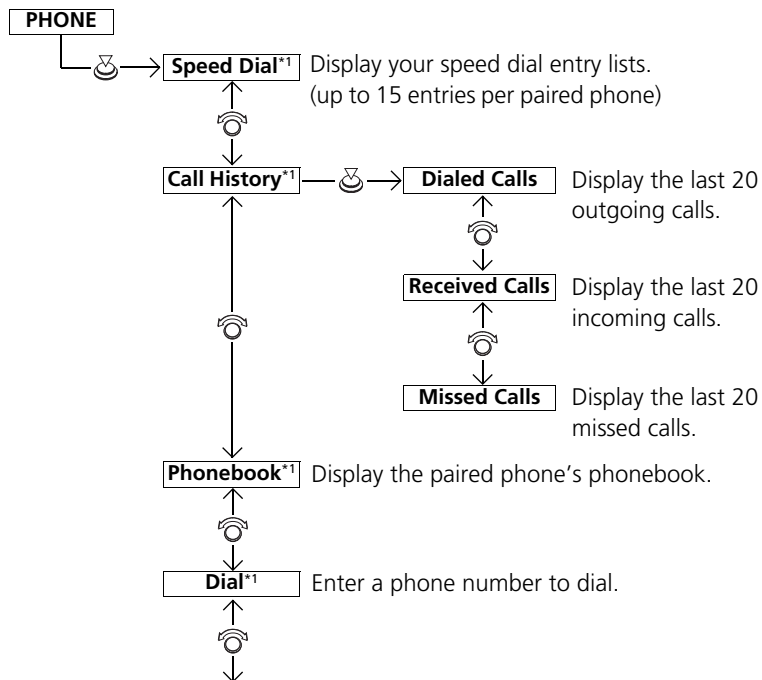 PHONE
Speed Dial*1 Display your speed dial entry lists.
(up to 15 entries per paired phone)
Call History*1
Dialed Calls Display the last 20
outgoing calls.
Received Calls Display the last 20
incoming calls.
Missed Calls Display the last 20
missed calls.
Phonebook*1 Display the paired phone's phonebook.
Dial*1 Enter a phone number to dial.